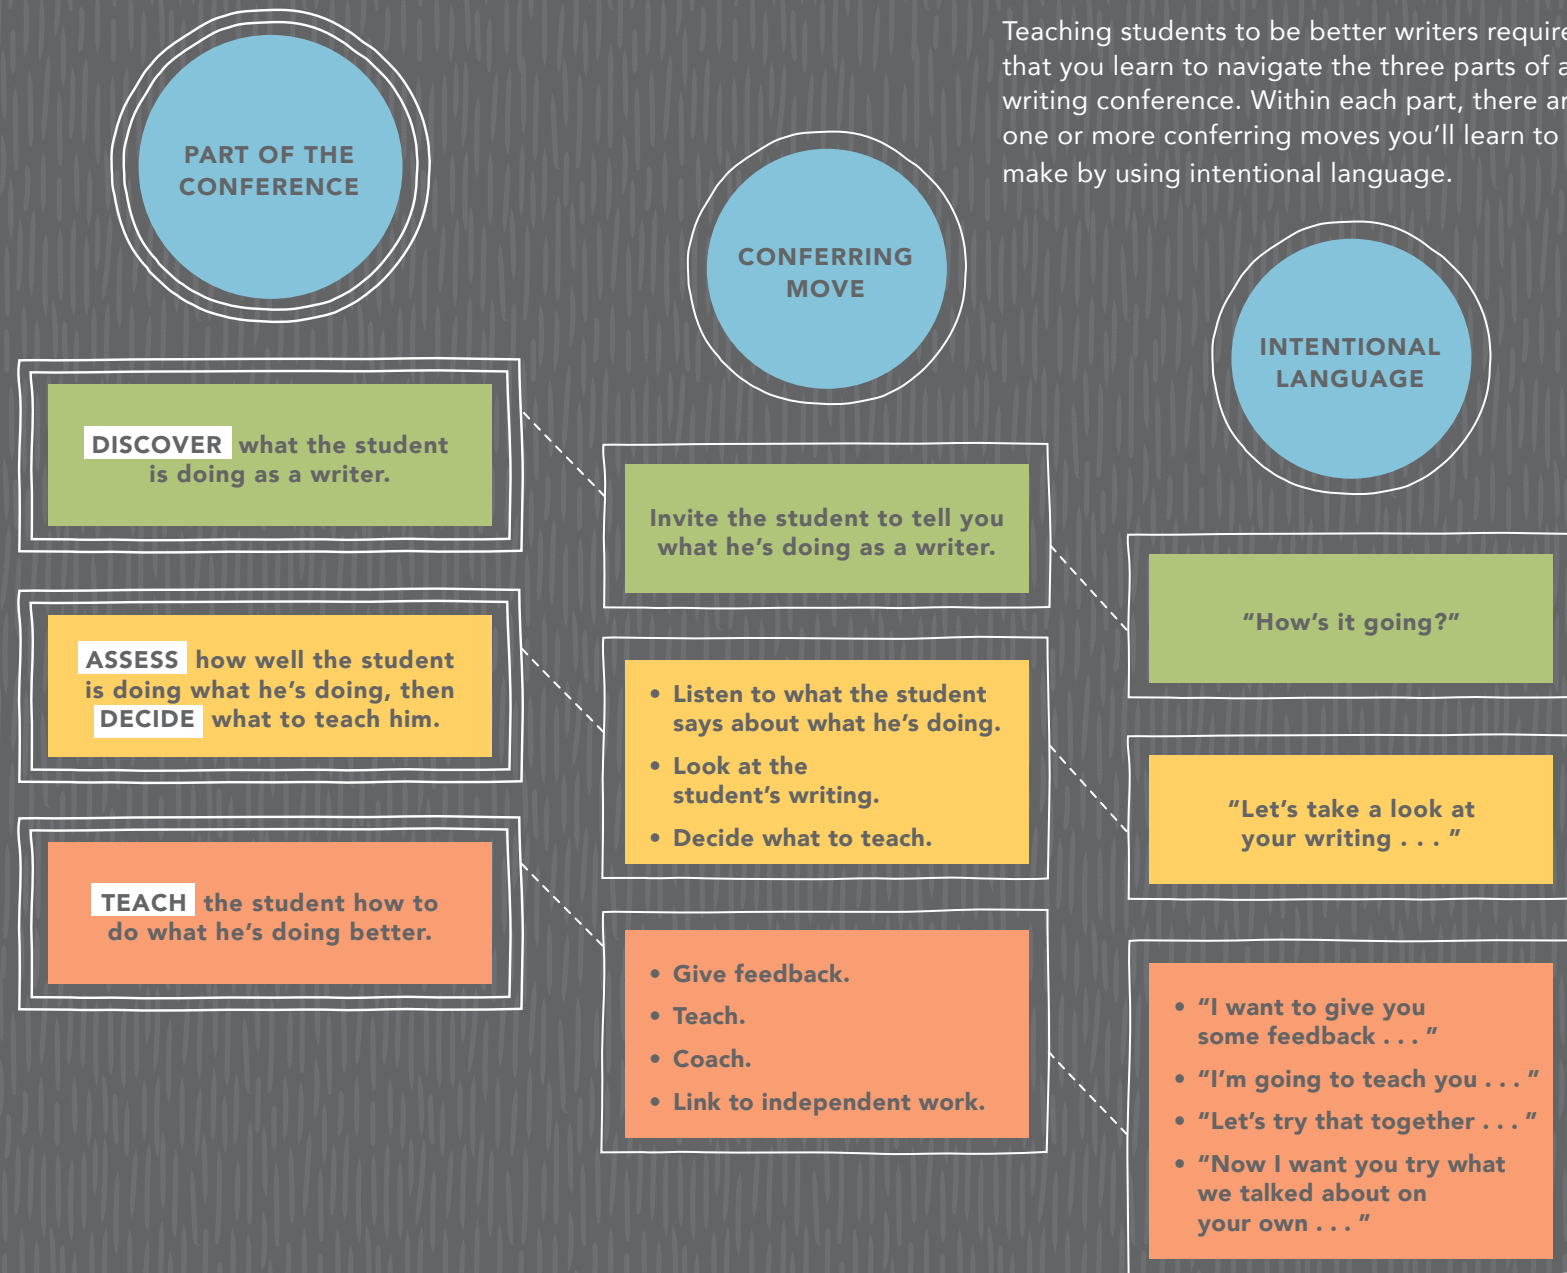 Teaching students to be better writers require
that you learn to navigate the three parts of a
writing conference. Within each part, there ar
one or more conferring moves you'll learn to
make by using intentional language.
PART OF THE
CONFERENCE
DISCOVER what the student
is doing as a writer.
ASSESS how well the student
is doing what he's doing, then
DECIDE what to teach him.
TEACH the student how to
do what he's doing better.
CONFERRING
MOVE
Invite the student to tell you
what he's doing as a writer.
• Listen to what the student
says about what he's doing.
• Look at the
student's writing.
• Decide what to teach.
• Give feedback.
• Teach.
• Coach.
• Link to independent work.
INTENTIONAL
LANGUAGE
"How's it going?"
"Let's take a look at
your writing . . . "
• "I want to give you
some feedback . . . "
• "I'm going to teach you . . . "
• "Let's try that together . . . "
• "Now I want you try what
we talked about on
your own . . . "